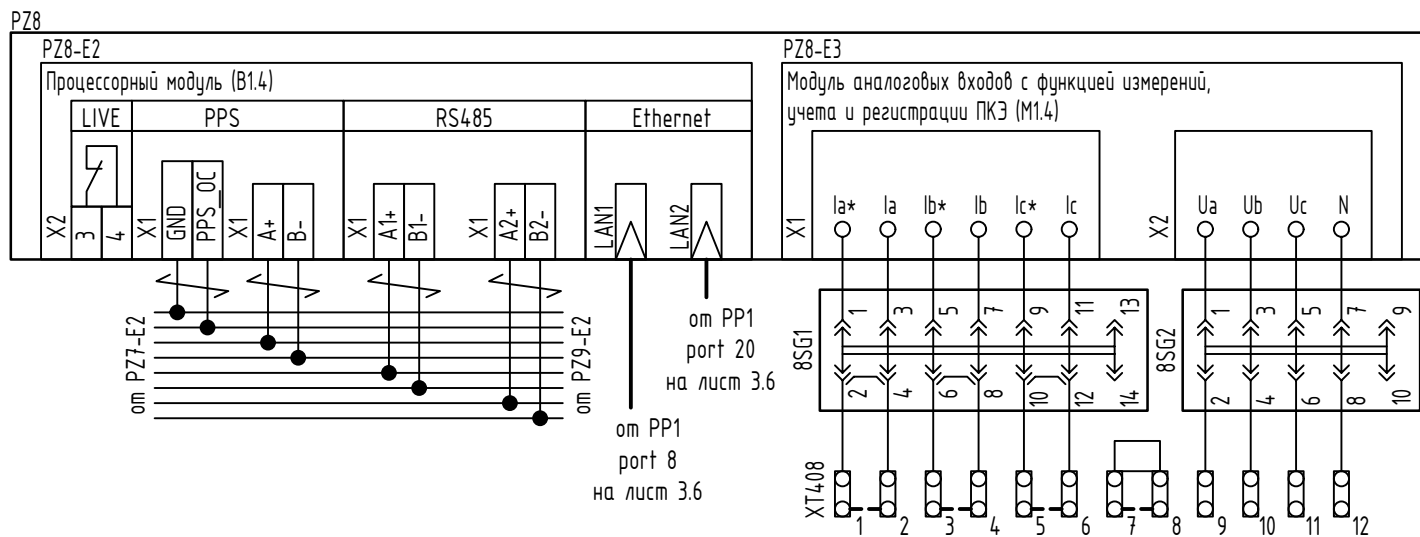 PZ8
PZ8-E2
PZ8-E3
Процессорный модуль (В1.4)
Модуль аналоговых входов с функцией измерений,
учета и регистрации ПКЭ (М1.4)
LIVE
PPS
RS485
Ethernet
X2
3
4
X1
GND
PPS_OC
X1
A+
B-
X1
A1+
B1-
X1
A2+
B2-
LAN1
LAN2
X1
Ia*
Ia
Ib*
Ib
Ic*
Ic
X2
Ua
Ub
Uc
N
от PZ7-E2
от PZ9-E2
от PP1
port 20
на лист 3.6
от PP1
port 8
на лист 3.6
8SG1
1
3
5
7
9
11
13
2
4
6
8
10
12
14
8SG2
1
3
5
7
9
2
4
6
8
10
XT408
1
2
3
4
5
6
7
8
9
10
11
12